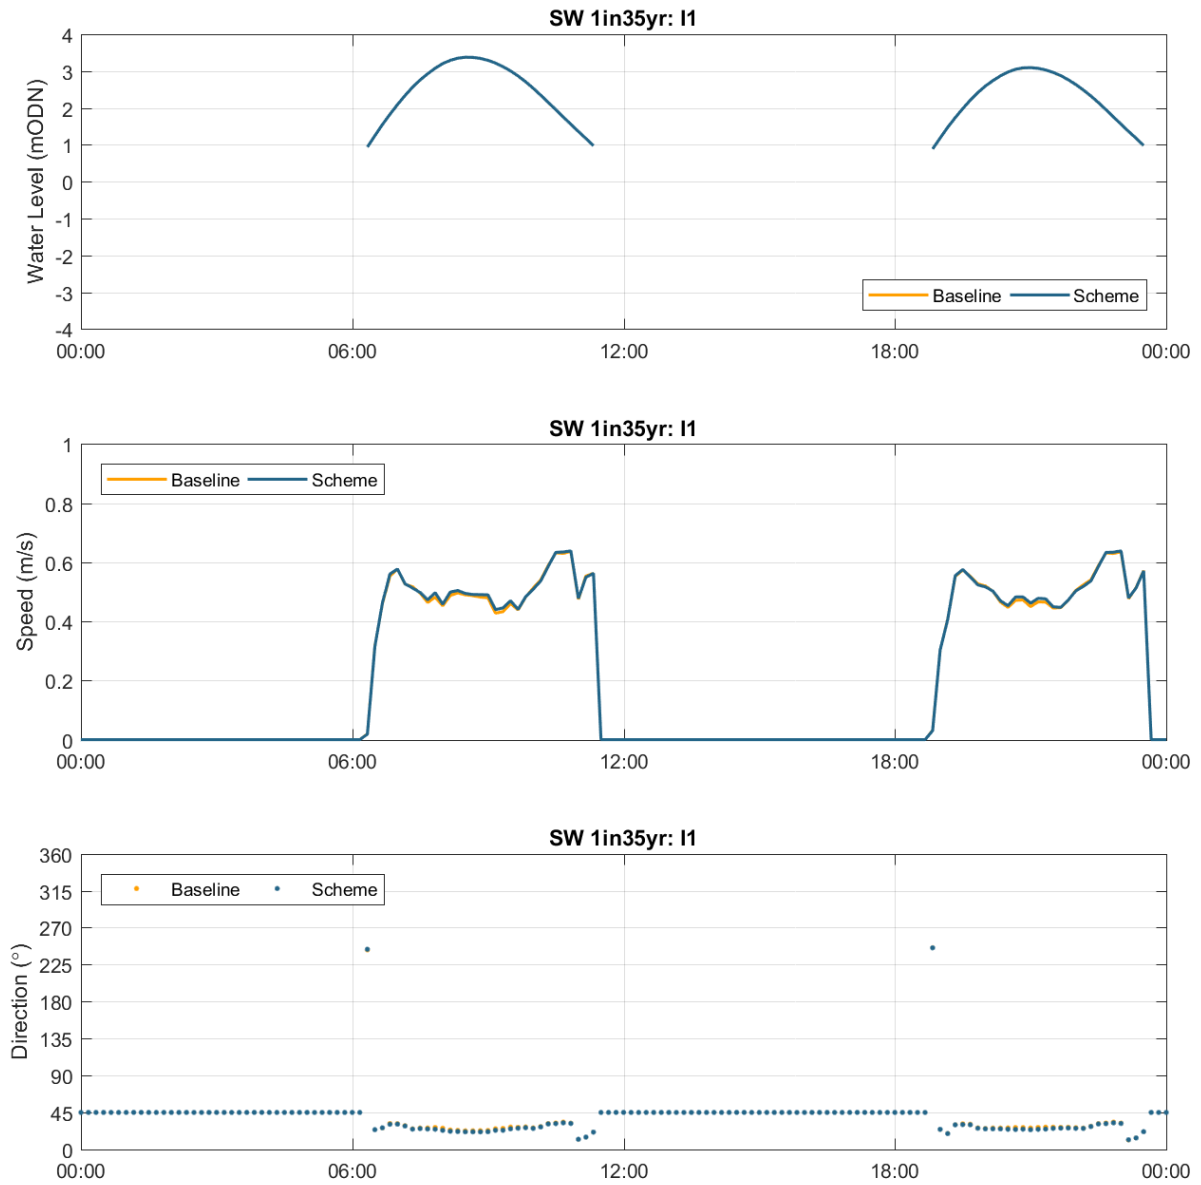 SW 1in35yr: I1
4
3
2
1
0
-1
-2
-3
-4
Water Level (mODN)
Baseline Scheme
00:00 06:00 12:00 18:00 00:00
SW 1in35yr: I1
1
0.8
0.6
0.4
0.2
0
Speed (m/s)
Baseline Scheme
00:00 06:00 12:00 18:00 00:00
SW 1in35yr: I1
360
315
270
225
180
135
90
45
0
Direction (°)
Baseline Scheme
00:00 06:00 12:00 18:00 00:00